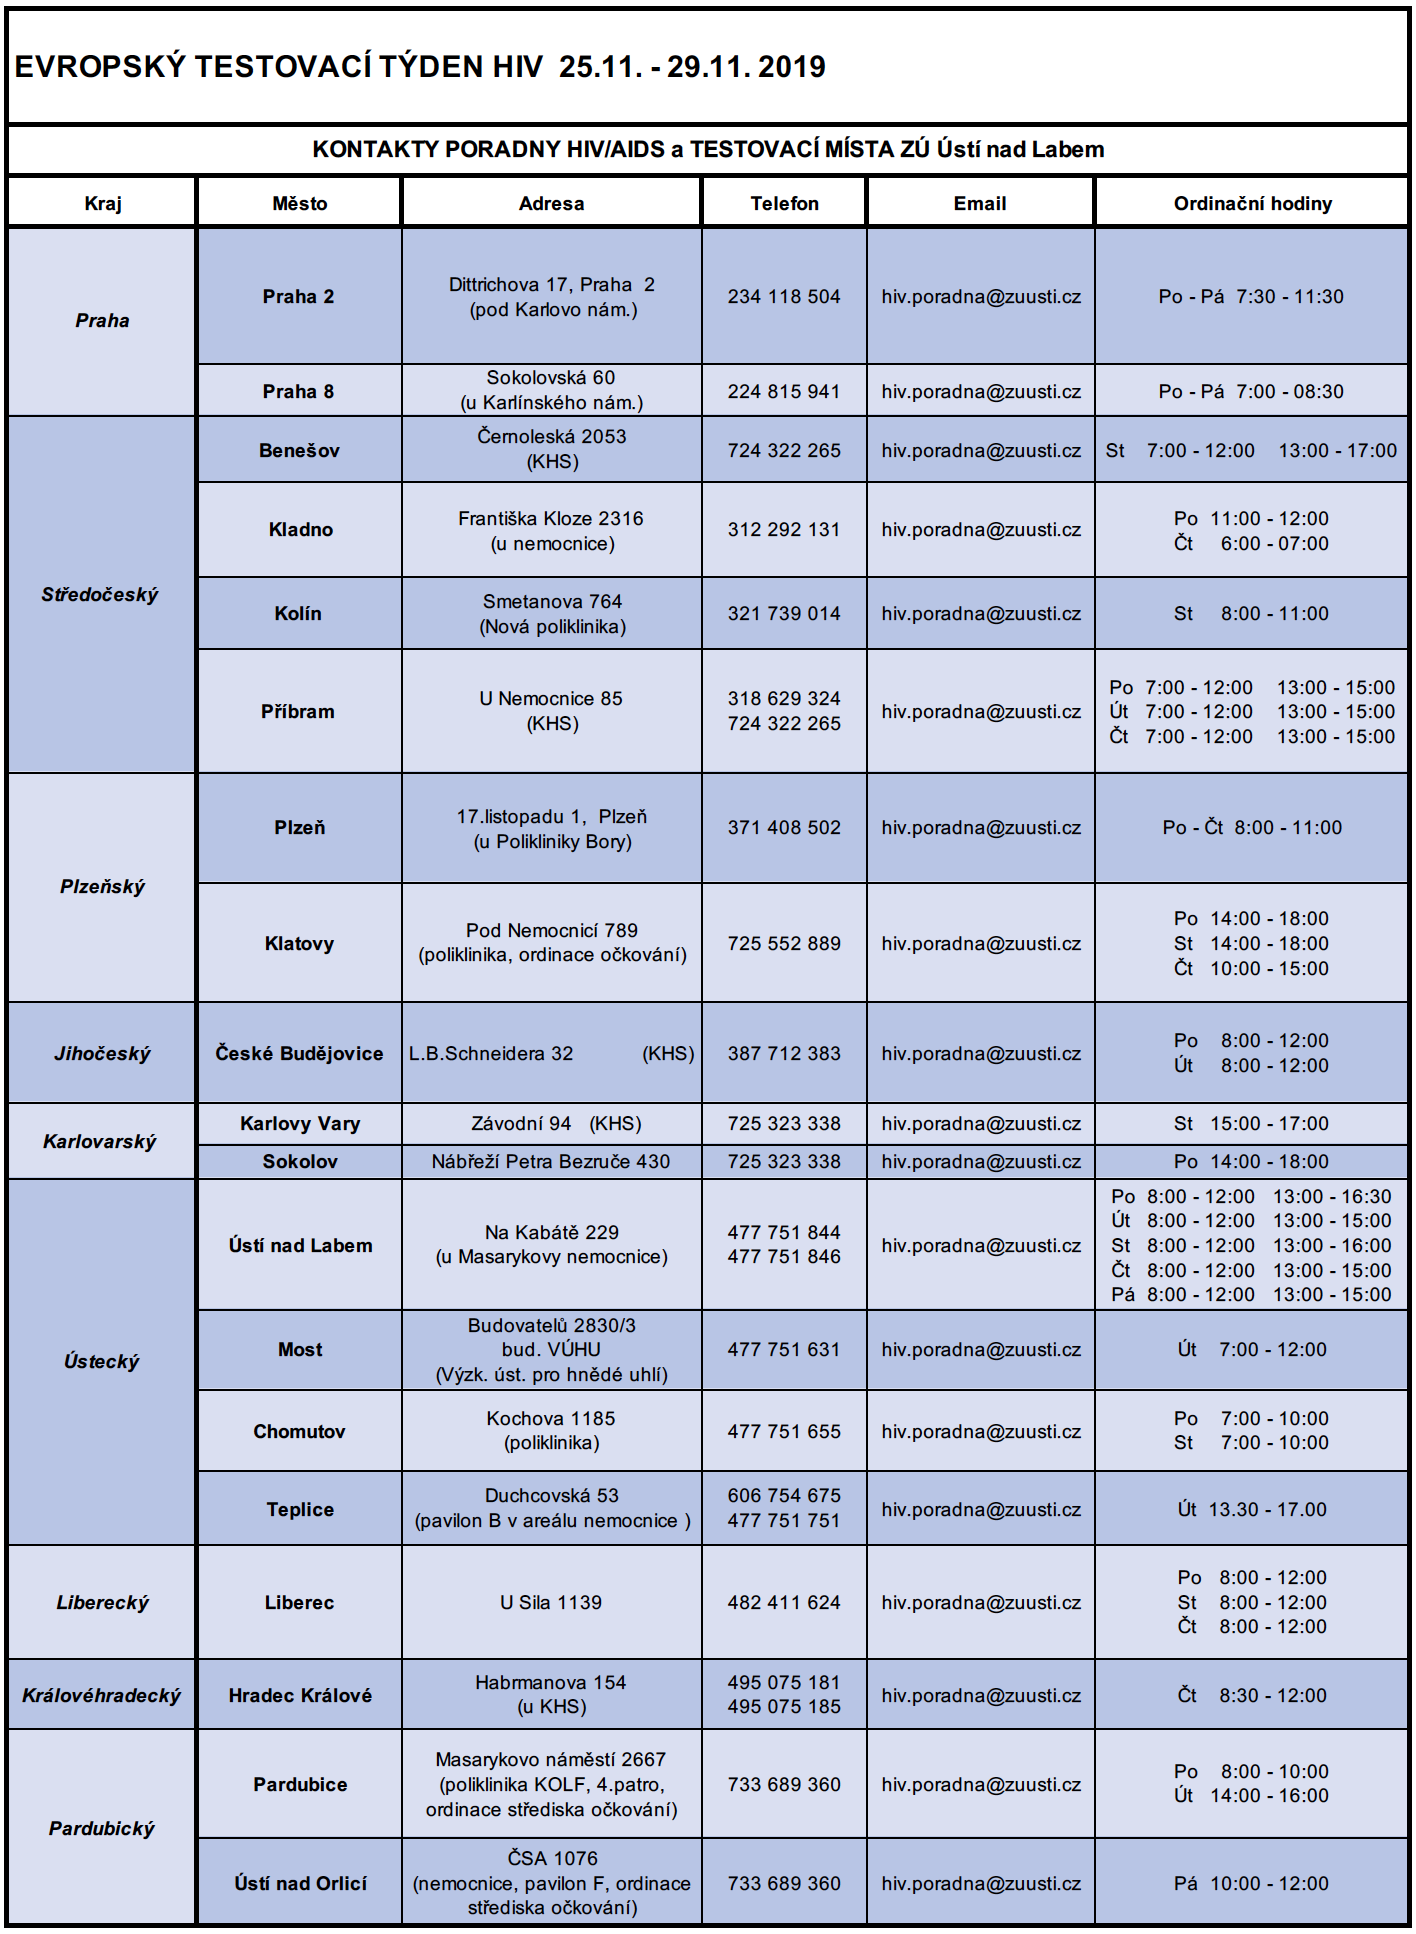 EVROPSKÝ TESTOVACÍ TÝDEN HIV 25.11. - 29.11. 2019
KONTAKTY PORADNY HIV/AIDS a TESTOVACÍ MÍSTA ZÚ Ústí nad Labem
Kraj Město Adresa Telefon Email Ordinační hodiny
Praha
Praha 2
Dittrichova 17, Praha 2
(pod Karlovo nám.)
234 118 504
hiv.poradna@zuusti.cz
Po - Pá 7:30 - 11:30
Praha 8
Sokolovská 60
(u Karlínského nám.)
224 815 941
hiv.poradna@zuusti.cz
Po - Pá 7:00 - 08:30
Středočeský
Benešov
Černoleská 2053
(KHS)
724 322 265
hiv.poradna@zuusti.cz
St 7:00 - 12:00 13:00 - 17:00
Kladno
Františka Kloze 2316
(u nemocnice)
312 292 131
hiv.poradna@zuusti.cz
Po 11:00 - 12:00
Čt 6:00 - 07:00
Kolín
Smetanova 764
(Nová poliklinika)
321 739 014
hiv.poradna@zuusti.cz
St 8:00 - 11:00
Příbram
U Nemocnice 85
(KHS)
318 629 324
724 322 265
hiv.poradna@zuusti.cz
Po 7:00 - 12:00 13:00 - 15:00
Út 7:00 - 12:00 13:00 - 15:00
Čt 7:00 - 12:00 13:00 - 15:00
Plzeňský
Plzeň
17.listopadu 1, Plzeň
(u Polikliniky Bory)
371 408 502
hiv.poradna@zuusti.cz
Po - Čt 8:00 - 11:00
Klatovy
Pod Nemocnicí 789
(poliklinika, ordinace očkování)
725 552 889
hiv.poradna@zuusti.cz
Po 14:00 - 18:00
St 14:00 - 18:00
Čt 10:00 - 15:00
Jihočeský
České Budějovice
L.B.Schneidera 32 (KHS)
387 712 383
hiv.poradna@zuusti.cz
Po 8:00 - 12:00
Út 8:00 - 12:00
Karlovarský
Karlovy Vary
Závodní 94 (KHS)
725 323 338
hiv.poradna@zuusti.cz
St 15:00 - 17:00
Sokolov
Nábřeží Petra Bezruče 430
725 323 338
hiv.poradna@zuusti.cz
Po 14:00 - 18:00
Ústecký
Ústí nad Labem
Na Kabátě 229
(u Masarykovy nemocnice)
477 751 844
477 751 846
hiv.poradna@zuusti.cz
Po 8:00 - 12:00 13:00 - 16:30
Út 8:00 - 12:00 13:00 - 15:00
St 8:00 - 12:00 13:00 - 16:00
Čt 8:00 - 12:00 13:00 - 15:00
Pá 8:00 - 12:00 13:00 - 15:00
Most
Budovatelů 2830/3
bud. VÚHU
(Výzk. úst. pro hnědé uhlí)
477 751 631
hiv.poradna@zuusti.cz
Út 7:00 - 12:00
Chomutov
Kochova 1185
(poliklinika)
477 751 655
hiv.poradna@zuusti.cz
Po 7:00 - 10:00
St 7:00 - 10:00
Teplice
Duchcovská 53
(pavilon B v areálu nemocnice )
606 754 675
477 751 751
hiv.poradna@zuusti.cz
Út 13.30 - 17.00
Liberecký
Liberec
U Sila 1139
482 411 624
hiv.poradna@zuusti.cz
Po 8:00 - 12:00
St 8:00 - 12:00
Čt 8:00 - 12:00
Královéhradecký
Hradec Králové
Habrmanova 154
(u KHS)
495 075 181
495 075 185
hiv.poradna@zuusti.cz
Čt 8:30 - 12:00
Pardubický
Pardubice
Masarykovo náměstí 2667
(poliklinika KOLF, 4.patro,
ordinace střediska očkování)
733 689 360
hiv.poradna@zuusti.cz
Po 8:00 - 10:00
Út 14:00 - 16:00
Ústí nad Orlicí
ČSA 1076
(nemocnice, pavilon F, ordinace
střediska očkování)
733 689 360
hiv.poradna@zuusti.cz
Pá 10:00 - 12:00